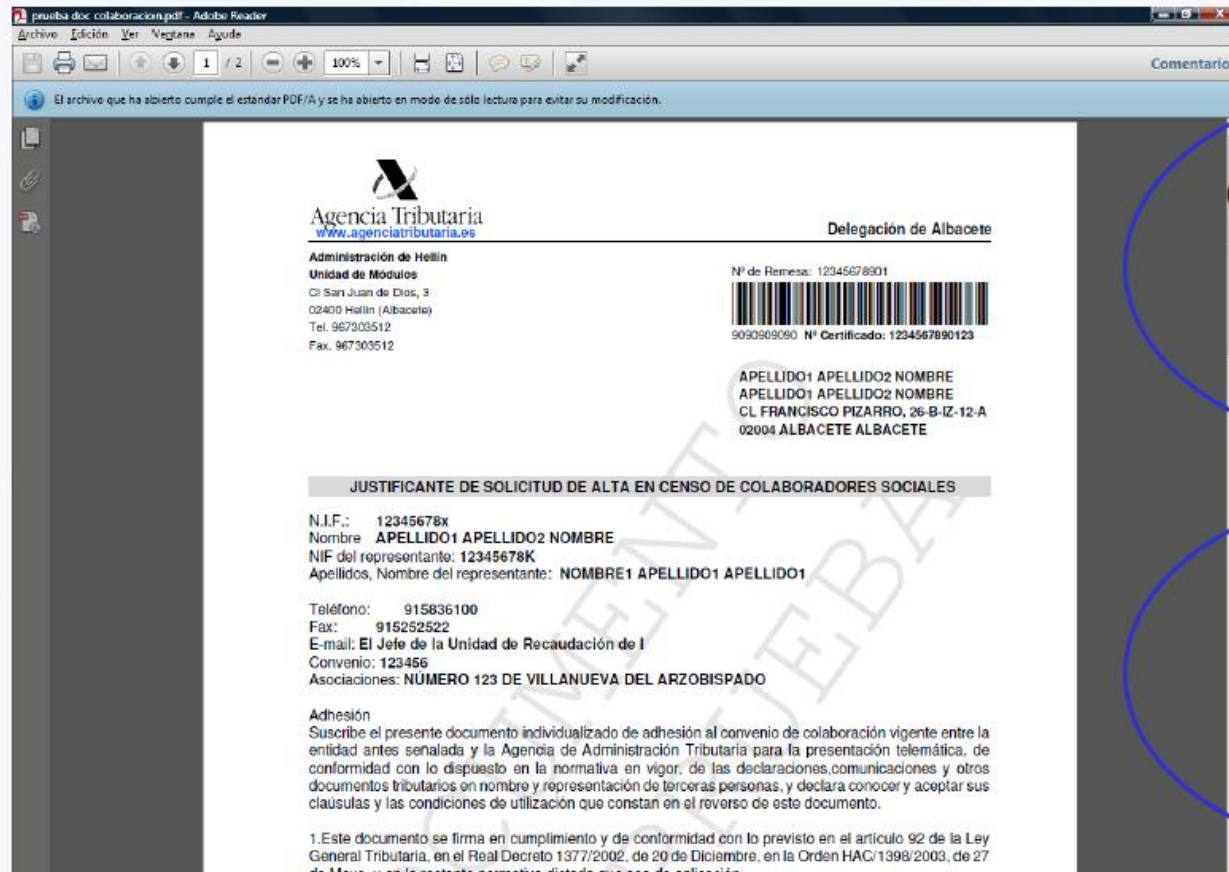 prueba doc colaboracion.pdf - Adobe Reader
Archivo Edición Ver Ventana Ayuda
1 / 2 100% Comentario
El archivo que ha abierto cumple el estándar PDF/A y se ha abierto en modo de sólo lectura para evitar su modificación.
Agencia Tributaria
www.agenciatributaria.es
Delegación de Albacete
Administración de Hellin
Unidad de Módulos
Cl San Juan de Dios, 3
02400 Hellin (Albacete)
Tel. 967303512
Fax. 967303512
Nº de Remesa: 12345678901
9090909090 Nº Certificado: 1234567890123
APELLIDO1 APELLIDO2 NOMBRE
APELLIDO1 APELLIDO2 NOMBRE
CL FRANCISCO PIZARRO, 26-B-IZ-12-A
02004 ALBACETE ALBACETE
JUSTIFICANTE DE SOLICITUD DE ALTA EN CENSO DE COLABORADORES SOCIALES
N.I.F.: 12345678x
Nombre APELLIDO1 APELLIDO2 NOMBRE
NIF del representante: 12345678K
Apellidos, Nombre del representante: NOMBRE1 APELLIDO1 APELLIDO1
Teléfono: 915836100
Fax: 915252522
E-mail: El Jefe de la Unidad de Recaudación de l
Convenio: 123456
Asociaciones: NÚMERO 123 DE VILLANUEVA DEL ARZOBISPADO
Adhesión
Suscribe el presente documento individualizado de adhesión al convenio de colaboración vigente entre la
entidad antes señalada y la Agencia de Administración Tributaria para la presentación telemática, de
conformidad con lo dispuesto en la normativa en vigor, de las declaraciones,comunicaciones y otros
documentos tributarios en nombre y representación de terceras personas, y declara conocer y aceptar sus
claúsulas y las condiciones de utilización que constan en el reverso de este documento.
1.Este documento se firma en cumplimiento y de conformidad con lo previsto en el artículo 92 de la Ley
General Tributaria, en el Real Decreto 1377/2002, de 20 de Diciembre, en la Orden HAC/1398/2003, de 27
CUMENTO
PRUEBA